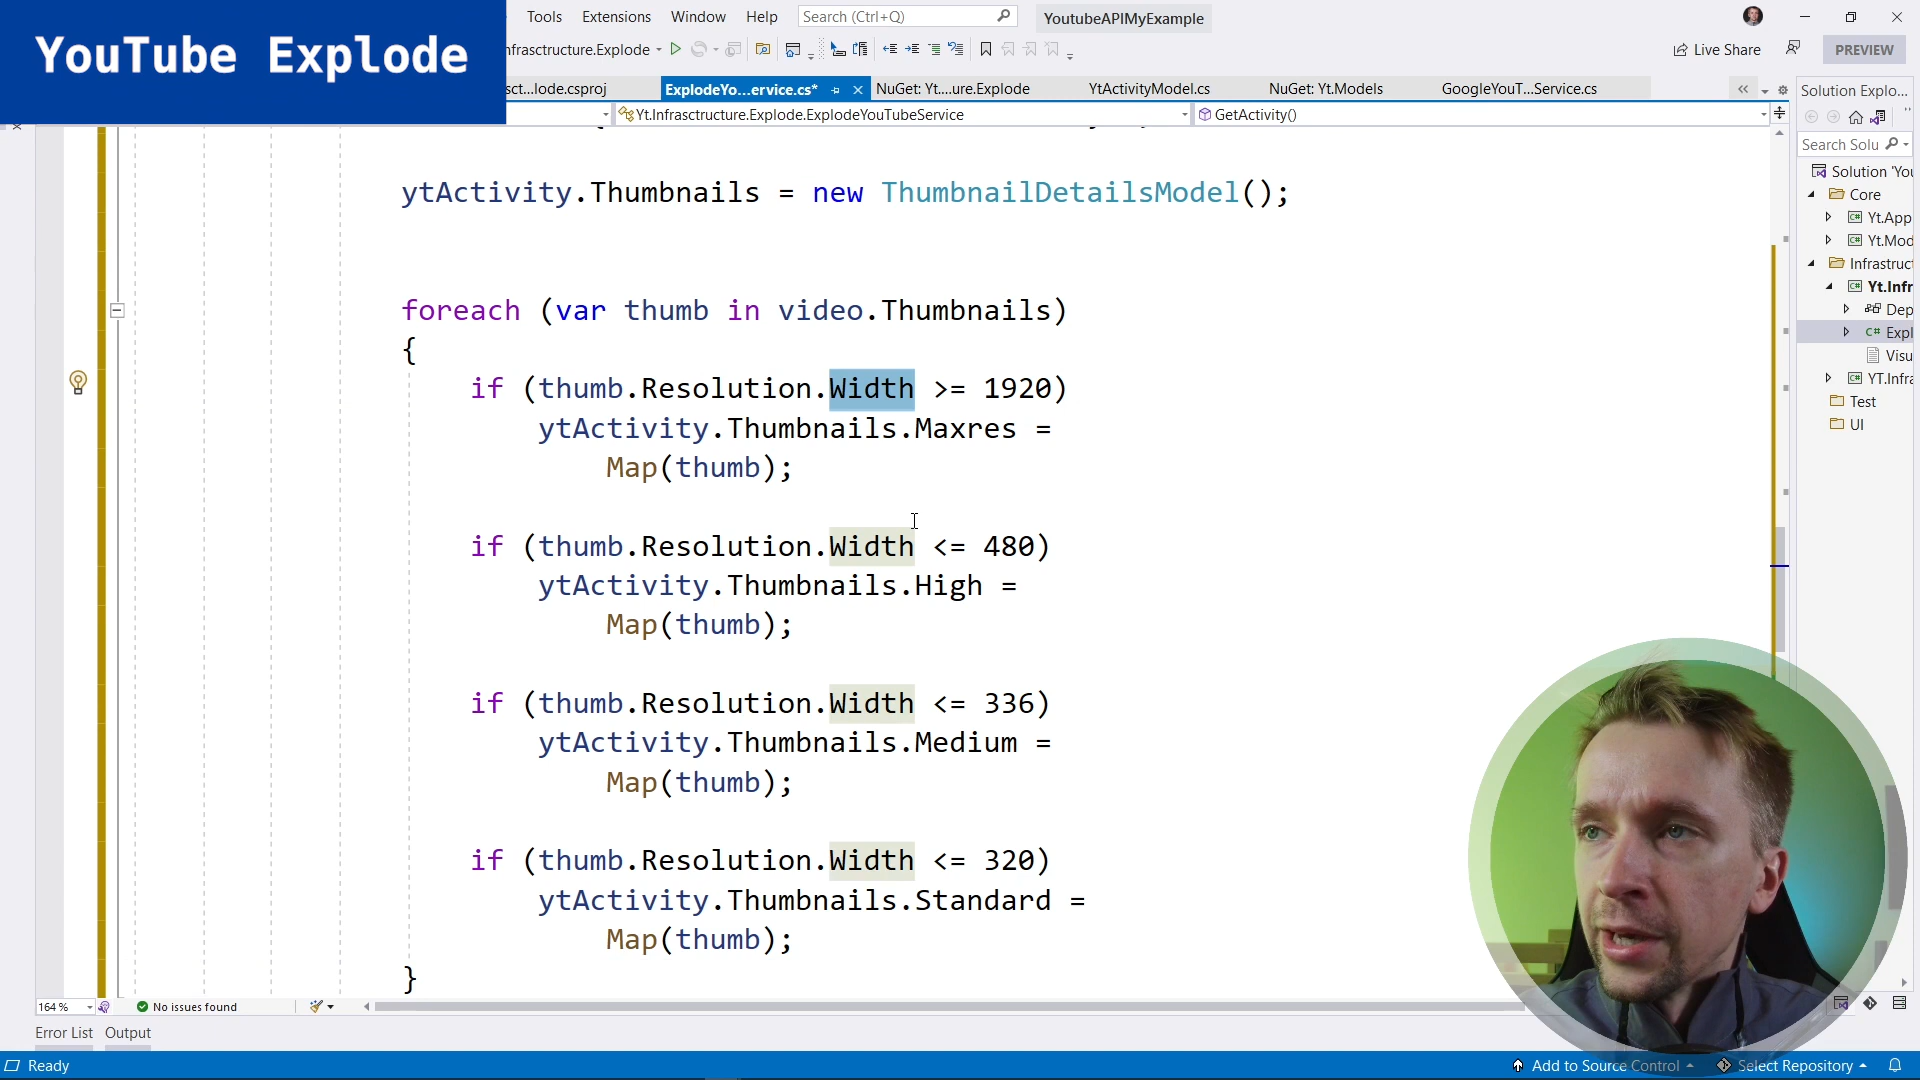 YouTube Explode
Tools Extensions Window Help Search (Ctrl+Q) YoutubeAPIMyExample
nfrasctructure.Explode Live Share PREVIEW
sct...lode.csproj ExplodeYo...ervice.cs* NuGet: Yt....ure.Explode YtActivityModel.cs NuGet: Yt.Models GoogleYouT...Service.cs Solution Explo...
Yt.Infrasctructure.Explode.ExplodeYouTubeService GetActivity()
Search Solu
Solution 'You
Core
Yt.App
Yt.Mod
Infrastruct
Yt.Infr
Dep
C# Expl
Visu
YT.Infra
Test
UI
ytActivity.Thumbnails = new ThumbnailDetailsModel();
foreach (var thumb in video.Thumbnails)
{
if (thumb.Resolution.Width >= 1920)
ytActivity.Thumbnails.Maxres =
Map(thumb);
if (thumb.Resolution.Width <= 480)
ytActivity.Thumbnails.High =
Map(thumb);
if (thumb.Resolution.Width <= 336)
ytActivity.Thumbnails.Medium =
Map(thumb);
if (thumb.Resolution.Width <= 320)
ytActivity.Thumbnails.Standard =
Map(thumb);
}
164 % No issues found
Error List Output
Ready Add to Source Control Select Repository